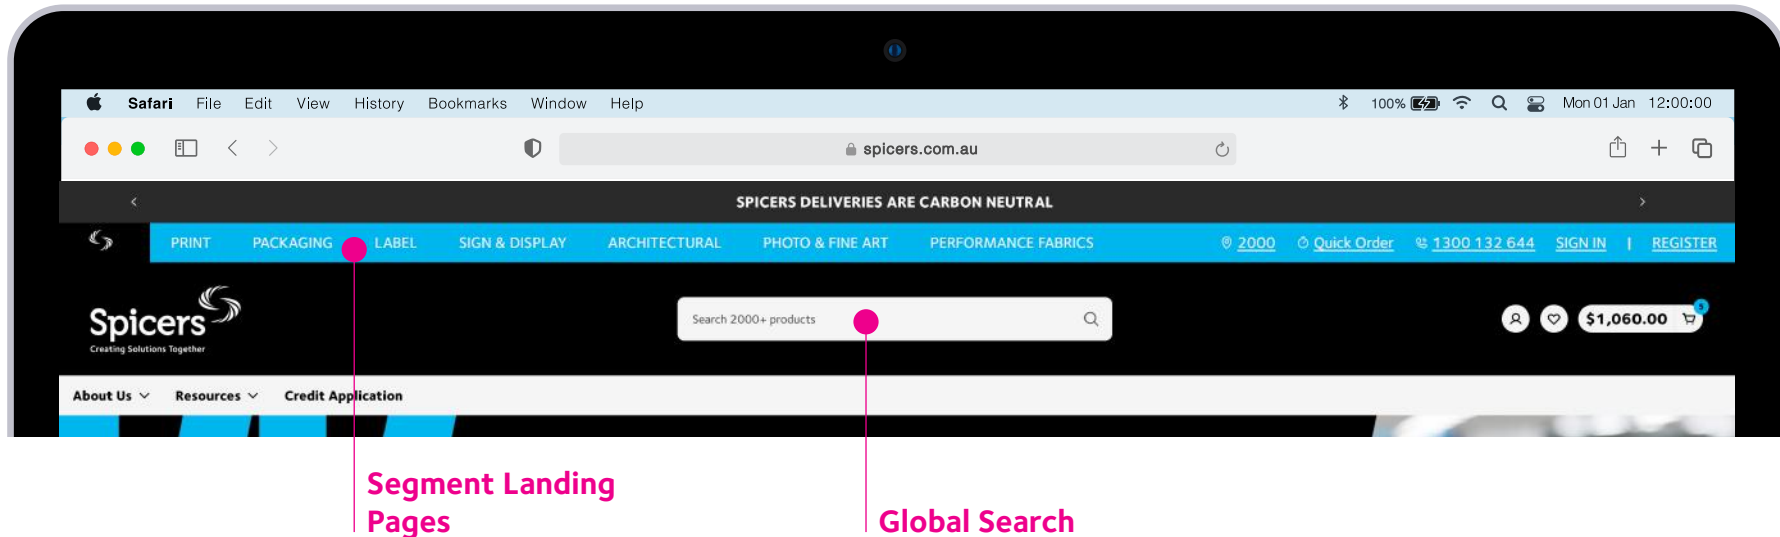 Safari File Edit View History Bookmarks Window Help 100% Mon 01 Jan 12:00:00
spicers.com.au
SPICERS DELIVERIES ARE CARBON NEUTRAL
PRINT PACKAGING LABEL SIGN & DISPLAY ARCHITECTURAL PHOTO & FINE ART PERFORMANCE FABRICS 2000 Quick Order 1300 132 644 SIGN IN | REGISTER
Spicers
Creating Solutions Together
Search 2000+ products
$1,060.00
5
About Us Resources Credit Application
Segment Landing
Pages
Global Search